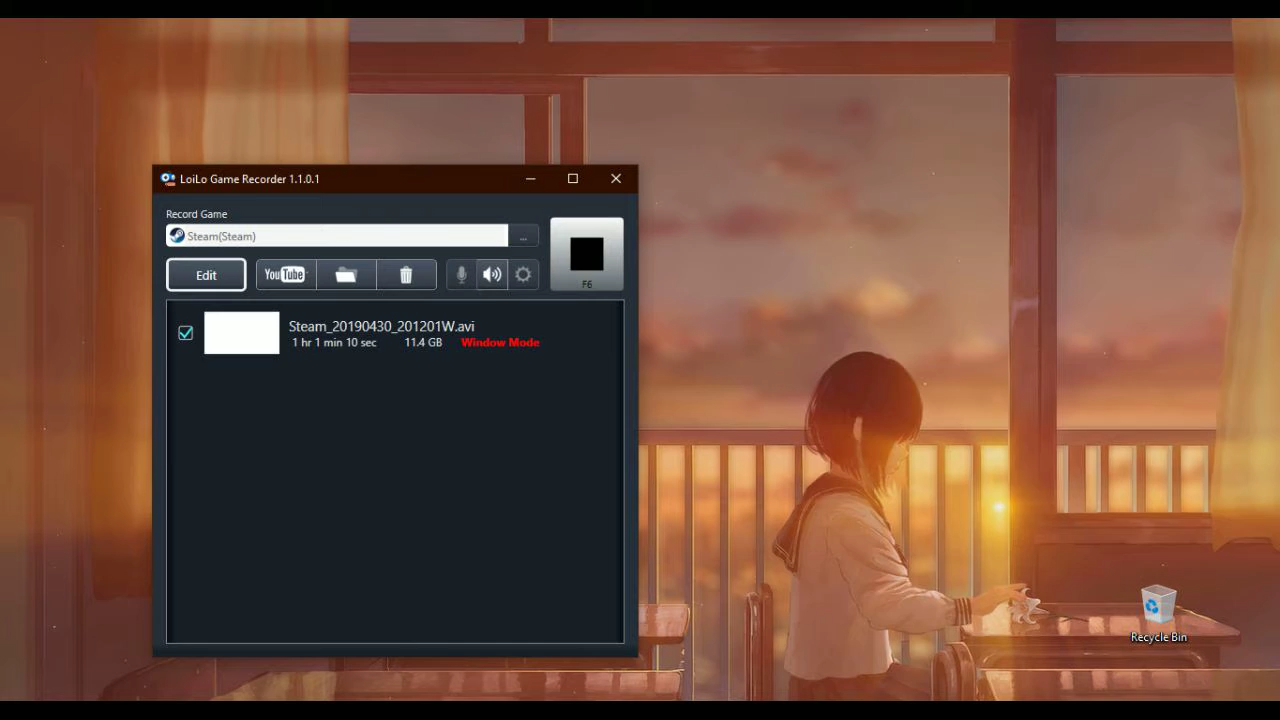 LoiLo Game Recorder 1.1.0.1
Record Game
Steam(Steam)
...
Edit
YouTube
F6
Steam_20190430_201201W.avi
1 hr 1 min 10 sec 11.4 GB Window Mode
Recycle Bin